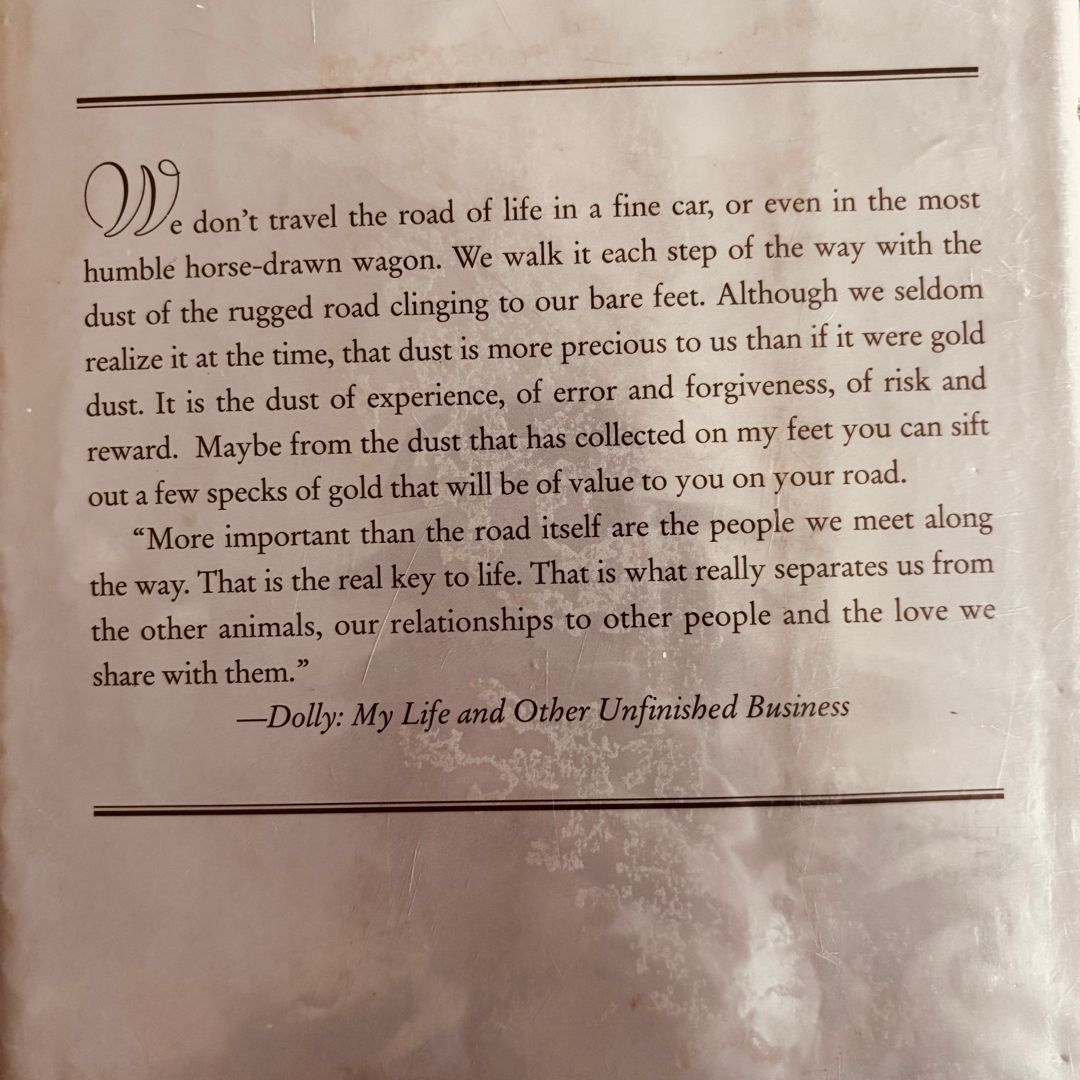 We don't travel the road of life in a fine car, or even in the most
humble horse-drawn wagon. We walk it each step of the way with the
dust of the rugged road clinging to our bare feet. Although we seldom
realize it at the time, that dust is more precious to us than if it were gold
dust. It is the dust of experience, of error and forgiveness, of risk and
reward. Maybe from the dust that has collected on my feet you can sift
out a few specks of gold that will be of value to you on your road.
“More important than the road itself are the people we meet along
the way. That is the real key to life. That is what really separates us from
the other animals, our relationships to other people and the love we
share with them.”
—Dolly: My Life and Other Unfinished Business